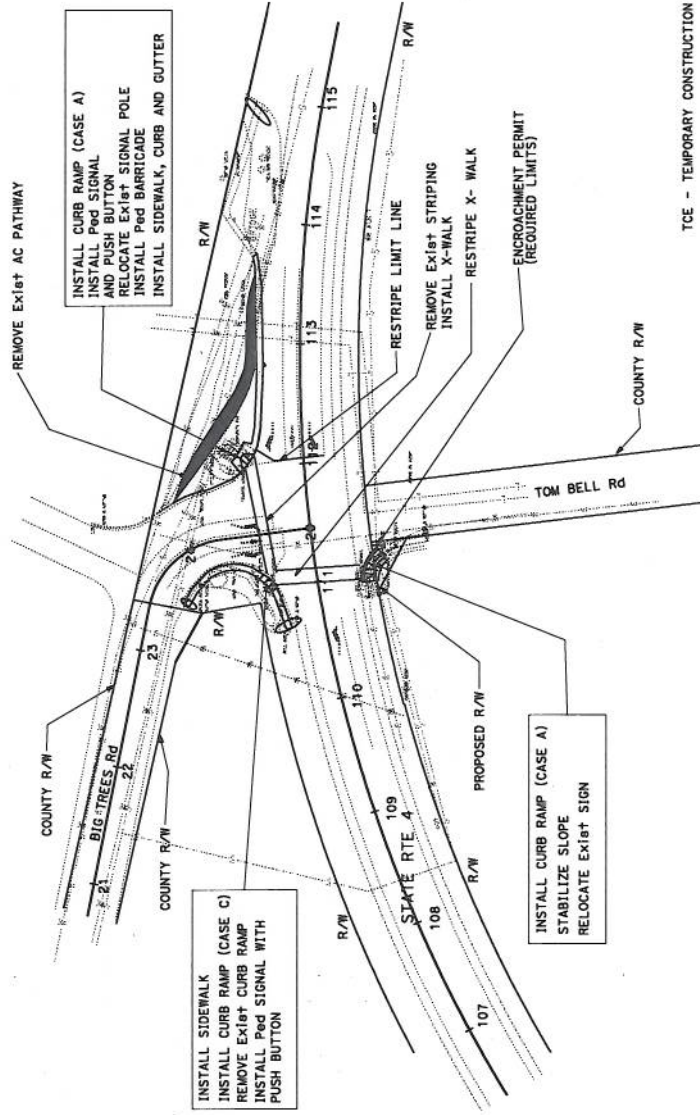 REMOVE Exist AC PATHWAY
INSTALL CURB RAMP (CASE A)
INSTALL Ped SIGNAL
AND PUSH BUTTON
RELOCATE Exist SIGNAL POLE
INSTALL Ped BARRICADE
INSTALL SIDEWALK, CURB AND GUTTER
R/W
R/W
115
114
113
112
111
110
109
108
107
RESTRIPE LIMIT LINE
REMOVE Exist STRIPING
INSTALL X-WALK
RESTRIPE X- WALK
ENCROACHMENT PERMIT
(REQUIRED LIMITS)
COUNTY R/W
TOM BELL Rd
COUNTY R/W
BIG TREES Rd
21
22
23
COUNTY R/W
R/W
R/W
STATE RTE 4
R/W
PROPOSED R/W
INSTALL SIDEWALK
INSTALL CURB RAMP (CASE C)
REMOVE Exist CURB RAMP
INSTALL Ped SIGNAL WITH
PUSH BUTTON
INSTALL CURB RAMP (CASE A)
STABILIZE SLOPE
RELOCATE Exist SIGN
TCE - TEMPORARY CONSTRUCTION